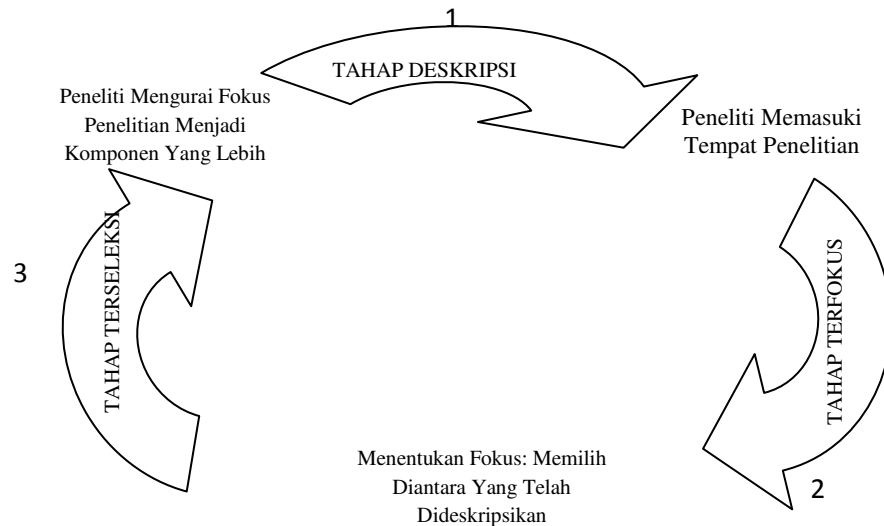 1
TAHAP DESKRIPSI
Peneliti Memasuki
Tempat Penelitian
TAHAP TERFOKUS
2
Menentukan Fokus: Memilih
Diantara Yang Telah
Dideskripsikan
3
TAHAP TERSELEKSI
Peneliti Mengurai Fokus
Penelitian Menjadi
Komponen Yang Lebih